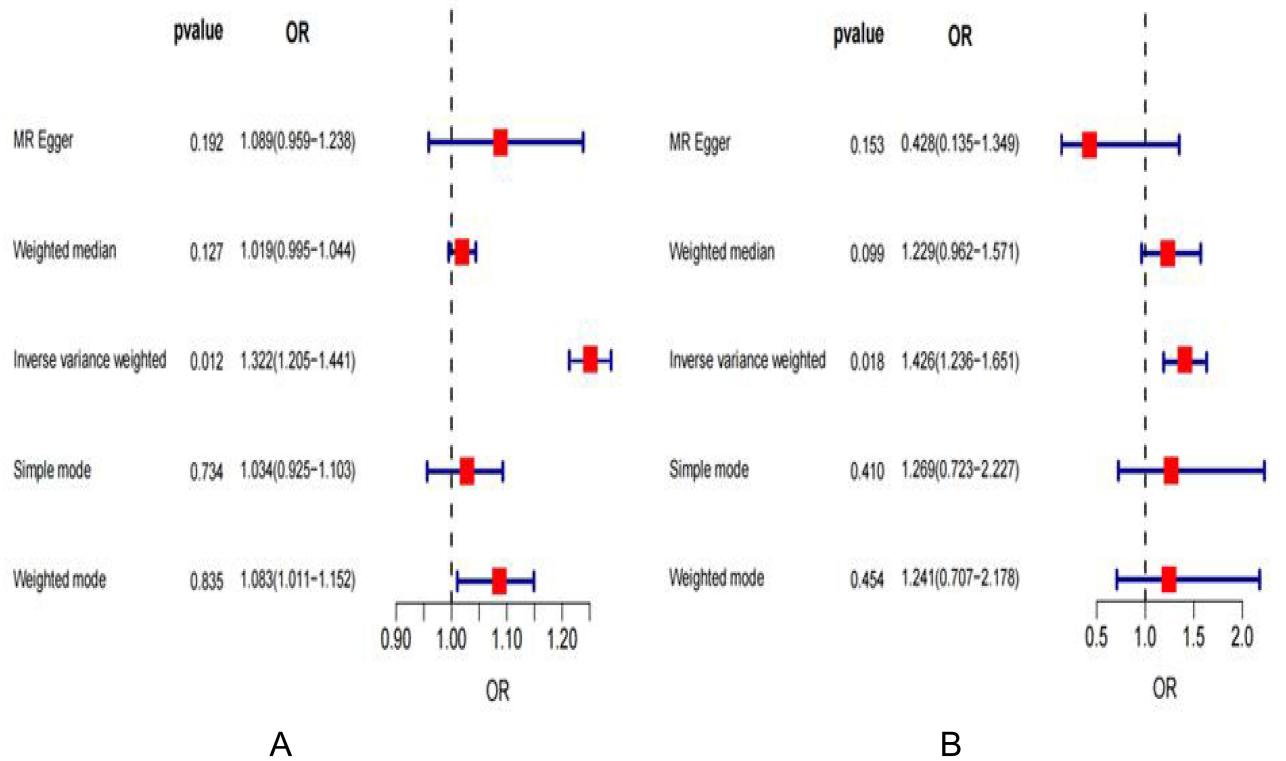 pvalue OR
MR Egger 0.192 1.089(0.959−1.238)
Weighted median 0.127 1.019(0.995−1.044)
Inverse variance weighted 0.012 1.322(1.205−1.441)
Simple mode 0.734 1.034(0.925−1.103)
Weighted mode 0.835 1.083(1.011−1.152)
0.90 1.00 1.10 1.20
OR
A
pvalue OR
MR Egger 0.153 0.428(0.135−1.349)
Weighted median 0.099 1.229(0.962−1.571)
Inverse variance weighted 0.018 1.426(1.236−1.651)
Simple mode 0.410 1.269(0.723−2.227)
Weighted mode 0.454 1.241(0.707−2.178)
0.5 1.0 1.5 2.0
OR
B